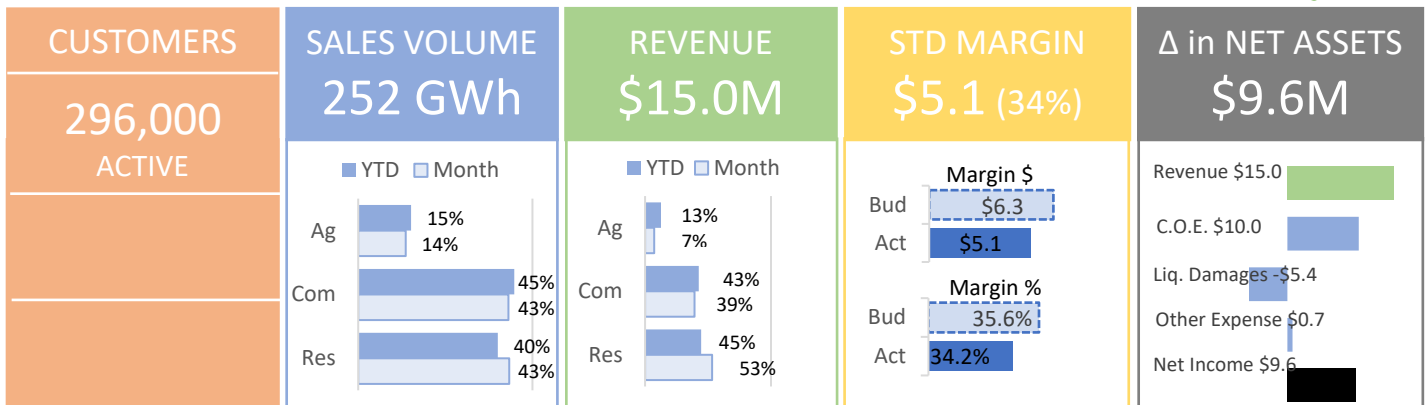 CUSTOMERS
296,000
ACTIVE
SALES VOLUME
252 GWh
YTD Month
Ag
15%
14%
Com
45%
43%
Res
40%
43%
REVENUE
$15.0M
YTD Month
Ag
13%
7%
Com
43%
39%
Res
45%
53%
STD MARGIN
$5.1 (34%)
Margin $
Bud $6.3
Act $5.1
Margin %
Bud 35.6%
Act 34.2%
Δ in NET ASSETS
$9.6M
Revenue $15.0
C.O.E. $10.0
Liq. Damages -$5.4
Other Expense $0.7
Net Income $9.6